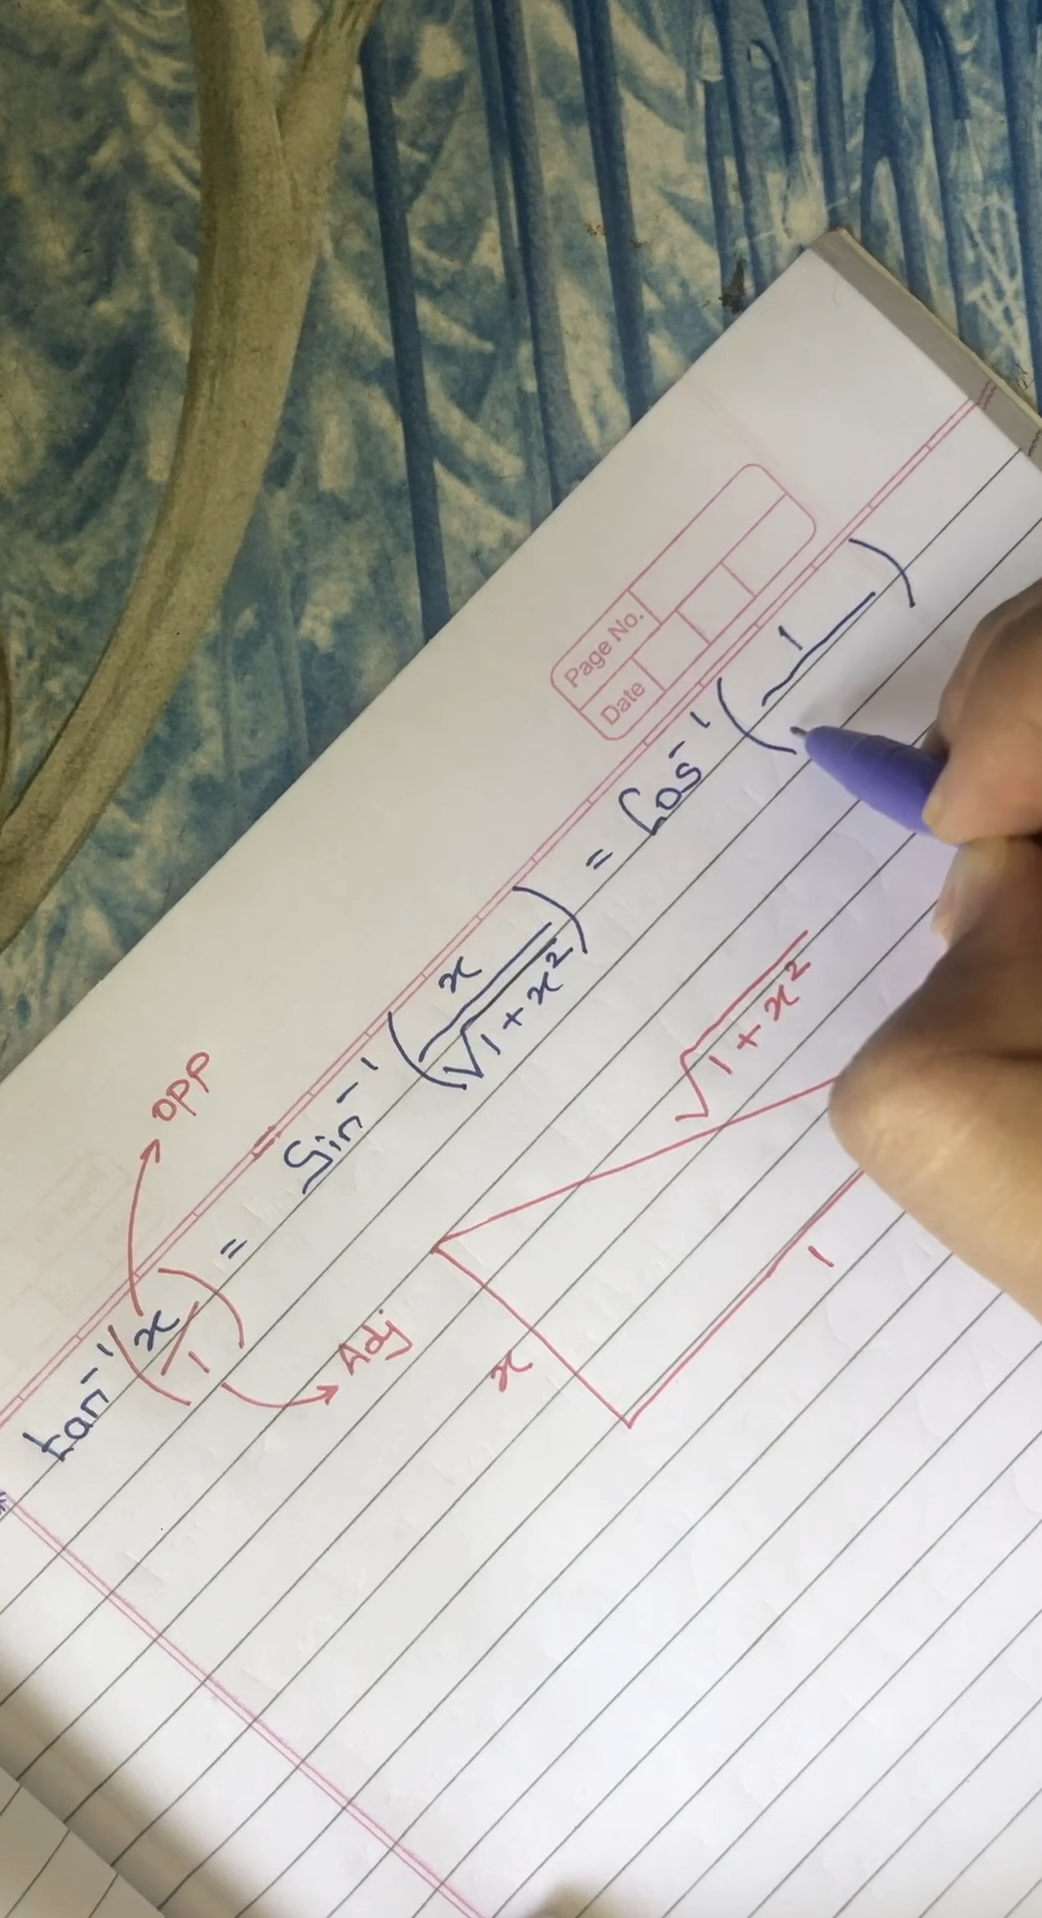 Page No.
Date
OPP
tan⁻¹(x/1) = Sin⁻¹(x/√1+x²) = Cos⁻¹(1/ )
Adj
√1+x²
x
1